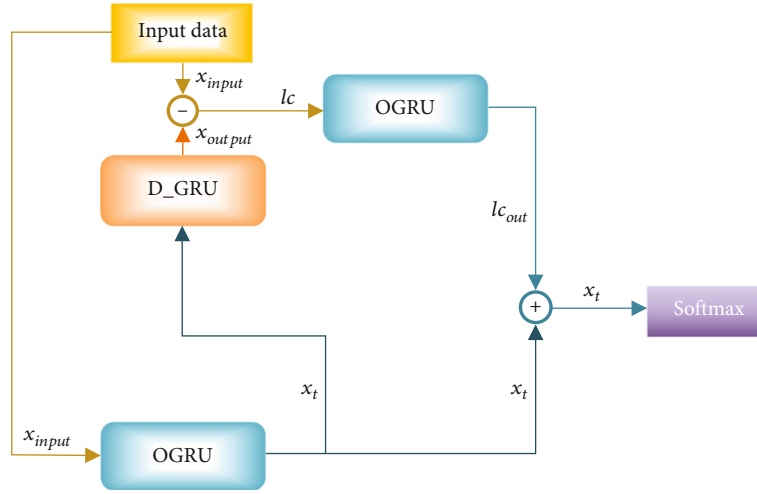 Input data
x_input
lc
OGRU
x_output
D_GRU
lc_out
x_t
Softmax
x_t
x_t
x_input
OGRU
−
+